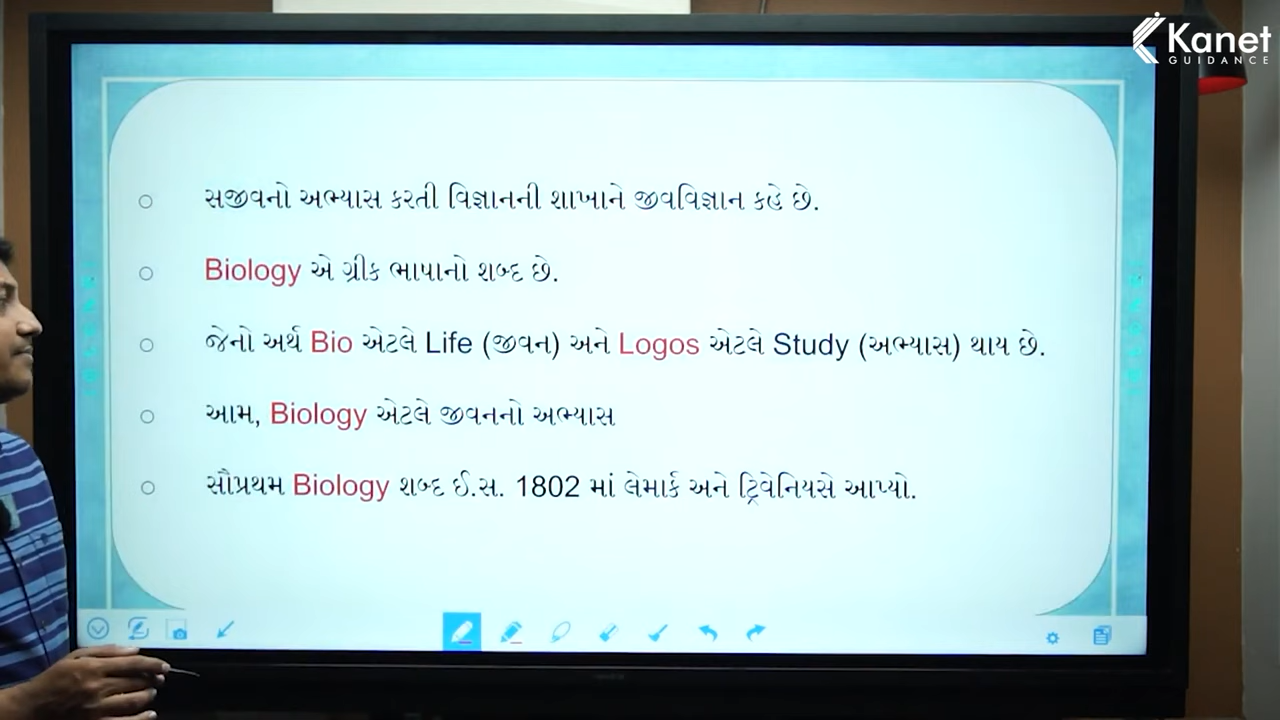 Kanet
GUIDANCE
સજીવનો અભ્યાસ કરતી વિજ્ઞાનની શાખાને જીવવિજ્ઞાન કહે છે.
Biology એ ગ્રીક ભાષાનો શબ્દ છે.
જેનો અર્થ Bio એટલે Life (જીવન) અને Logos એટલે Study (અભ્યાસ) થાય છે.
આમ, Biology એટલે જીવનનો અભ્યાસ
સૌપ્રથમ Biology શબ્દ ઈ.સ. 1802 માં લેમાર્ક અને ટ્રિવેનિયસે આપ્યો.